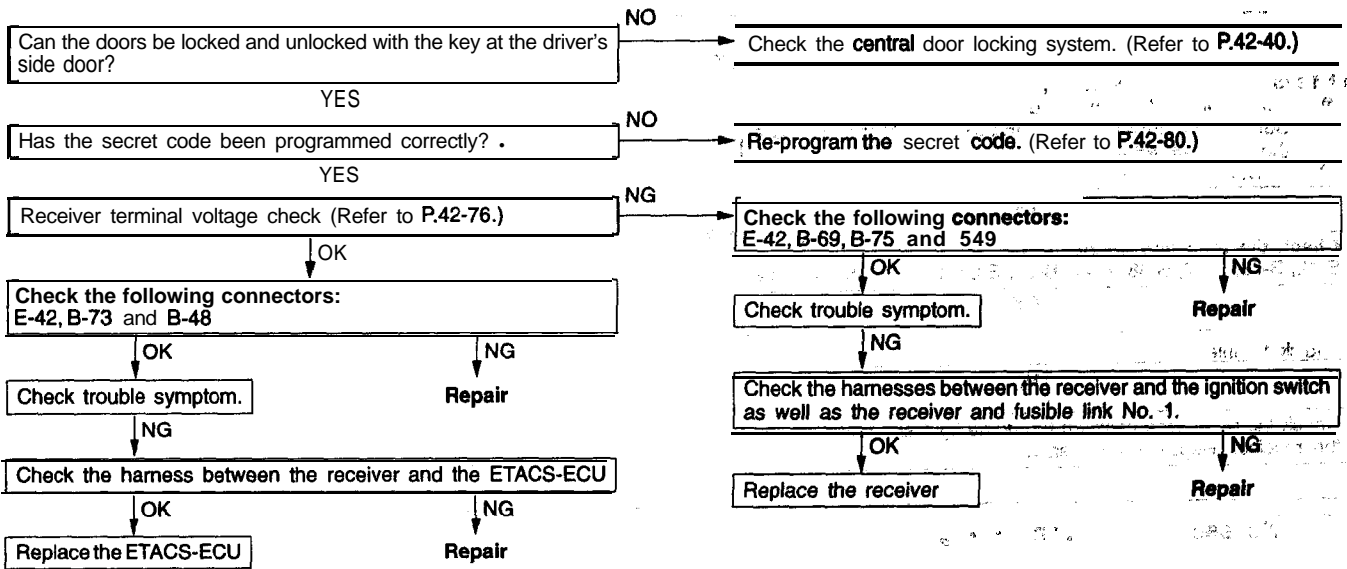 Can the doors be locked and unlocked with the key at the driver's
side door?
NO
Check the central door locking system. (Refer to P.42-40.)
YES
Has the secret code been programmed correctly? .
NO
Re-program the secret code. (Refer to P.42-80.)
YES
Receiver terminal voltage check (Refer to P.42-76.)
NG
Check the following connectors:
E-42, B-69, B-75 and 549
OK
Check the following connectors:
E-42, B-73 and B-48
OK
NG
Check trouble symptom.
Repair
NG
Check the harness between the receiver and the ETACS-ECU
OK
NG
Replace the ETACS-ECU
Repair
OK
NG
Check trouble symptom.
Repair
NG
Check the harnesses between the receiver and the ignition switch
as well as the receiver and fusible link No. 1.
OK
NG
Replace the receiver
Repair